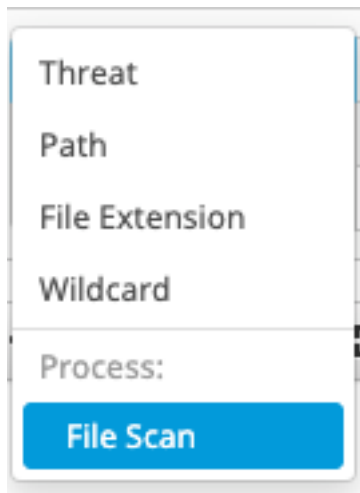 Threat
Path
File Extension
Wildcard
Process:
File Scan